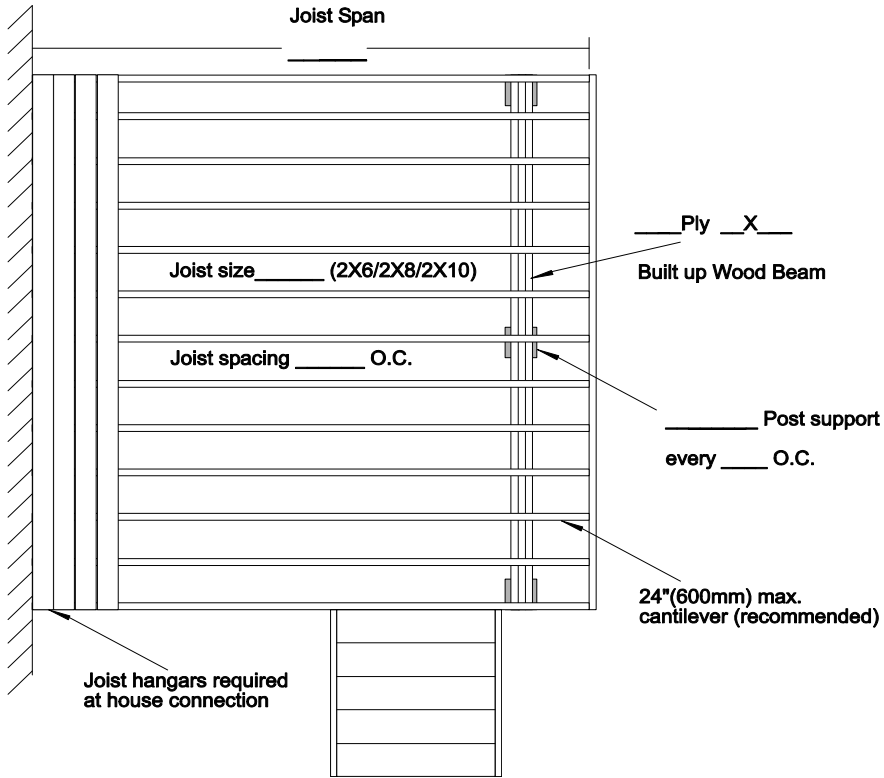 Joist Span
_______
____Ply __X___
Joist size______ (2X6/2X8/2X10)
Built up Wood Beam
Joist spacing ______ O.C.
________ Post support
every ____ O.C.
24"(600mm) max.
cantilever (recommended)
Joist hangars required
at house connection